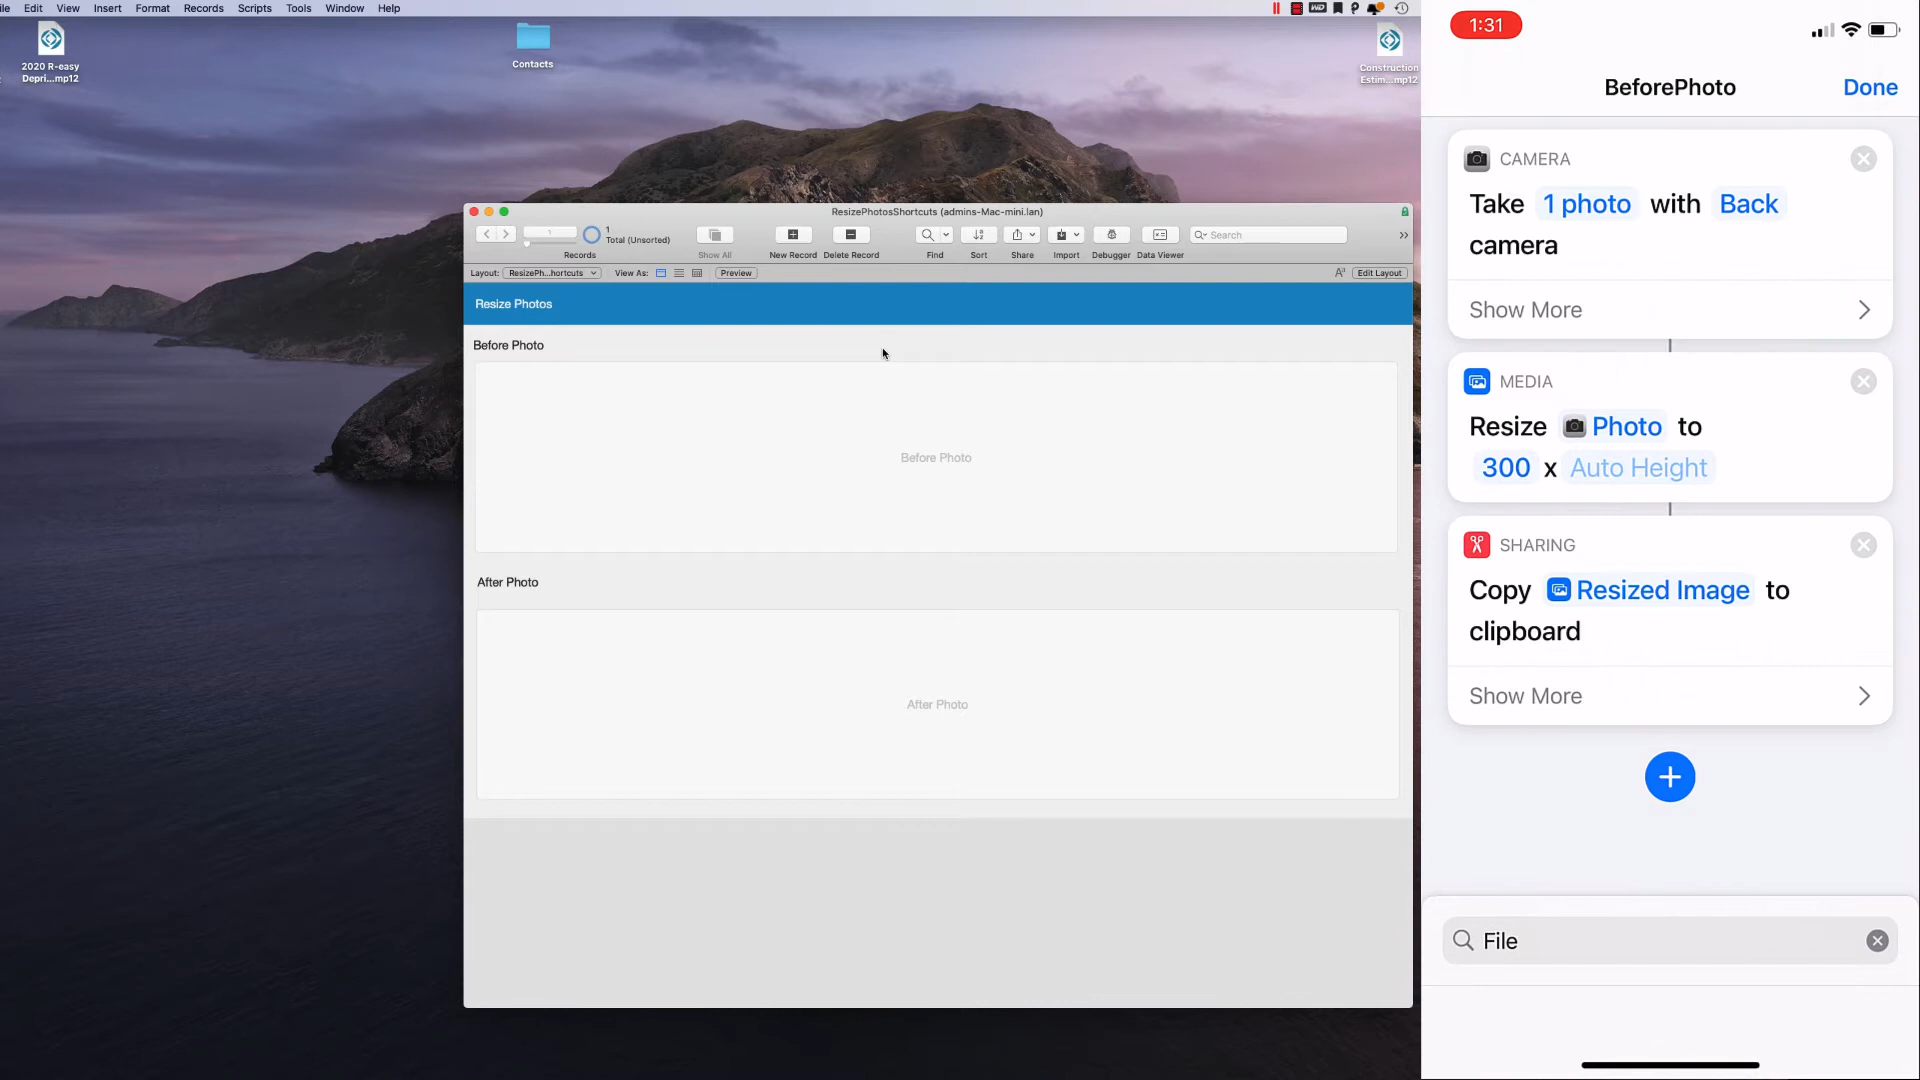 ile Edit View Insert Format Records Scripts Tools Window Help
2020 R-easy
Depri...mp12
Contacts
Construction
Estim...mp12
ResizePhotosShortcuts (admins-Mac-mini.lan)
1
1
Total (Unsorted)
Search
Records
Show All
New Record
Delete Record
Find
Sort
Share
Import
Debugger
Data Viewer
Layout: ResizePh...hortcuts View As: Preview
Edit Layout
Resize Photos
Before Photo
Before Photo
After Photo
After Photo
1:31
BeforePhoto
Done
CAMERA
Take 1 photo with Back
camera
Show More
MEDIA
Resize Photo to
300 x Auto Height
SHARING
Copy Resized Image to
clipboard
Show More
File